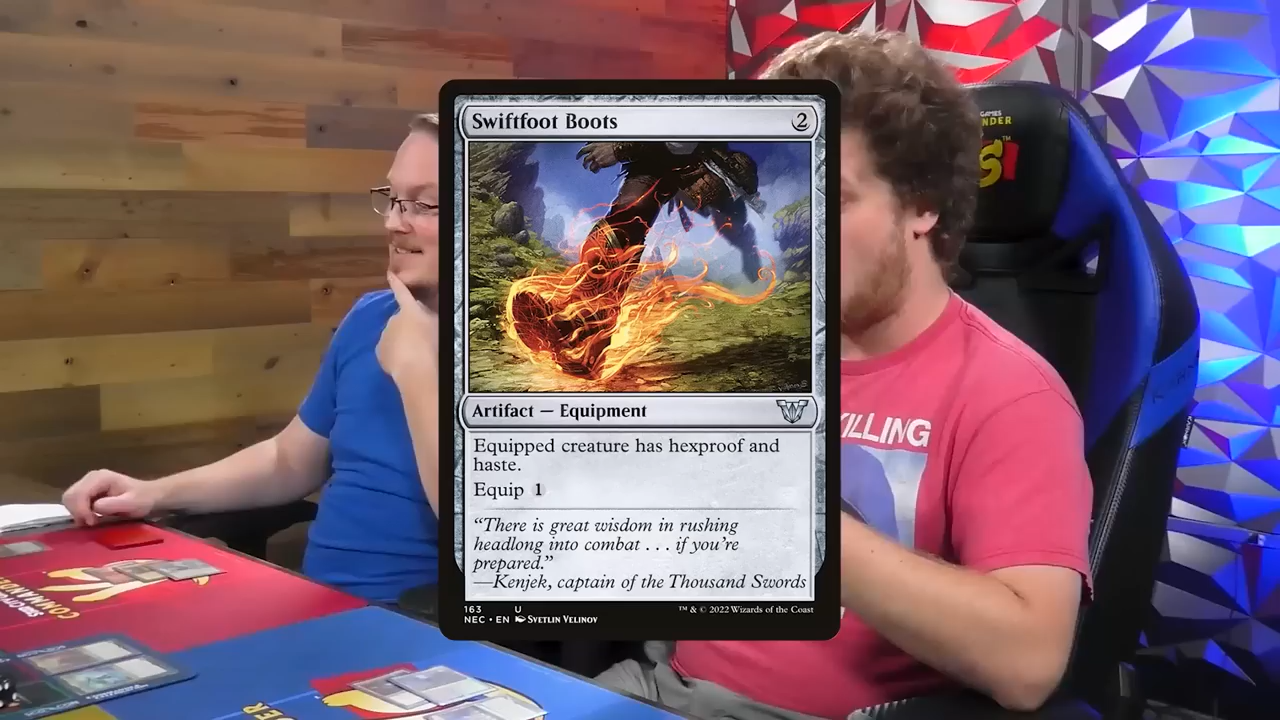 Swiftfoot Boots 2
Artifact — Equipment
Equipped creature has hexproof and
haste.
Equip 1
“There is great wisdom in rushing
headlong into combat . . . if you’re
prepared.”
—Kenjek, captain of the Thousand Swords
163 U
NEC • EN Svetlin Velinov
™ & © 2022 Wizards of the Coast
GAMES
KILLING
COMMANDER